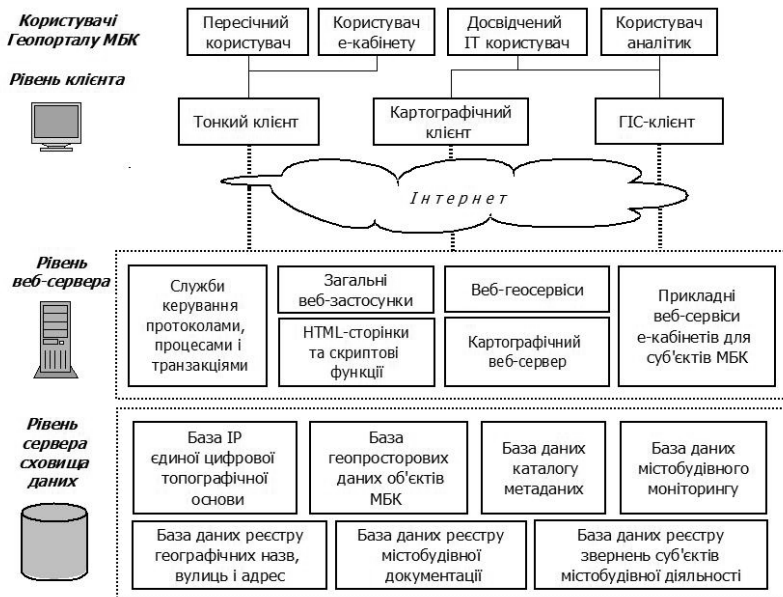 Користувачі
Геопорталу МБК
Пересічний
користувач
Користувач
е-кабінету
Досвідчений
ІТ користувач
Користувач
аналітик
Рівень клієнта
Тонкий клієнт
Картографічний
клієнт
ГІС-клієнт
Інтернет
Рівень
веб-сервера
Служби
керування
протоколами,
процесами і
транзакціями
Загальні
веб-застосунки
HTML-сторінки
та скриптові
функції
Веб-геосервіси
Картографічний
веб-сервер
Прикладні
веб-сервіси
е-кабінетів для
суб'єктів МБК
Рівень
сервера
сховища
даних
База ІР
єдиної цифрової
топографічної
основи
База
геопросторових
даних об'єктів
МБК
База даних
каталогу
метаданих
База даних
містобудівного
моніторингу
База даних реєстру
географічних назв,
вулиць і адрес
База даних реєстру
містобудівної
документації
База даних реєстру
звернень суб'єктів
містобудівної діяльності